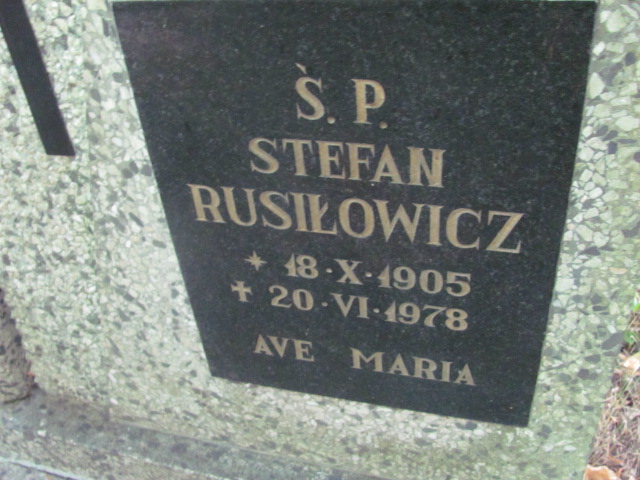 Ś. P.
STEFAN
RUSIŁOWICZ
* 18·X·1905
✝ 20·VI·1978
AVE MARIA